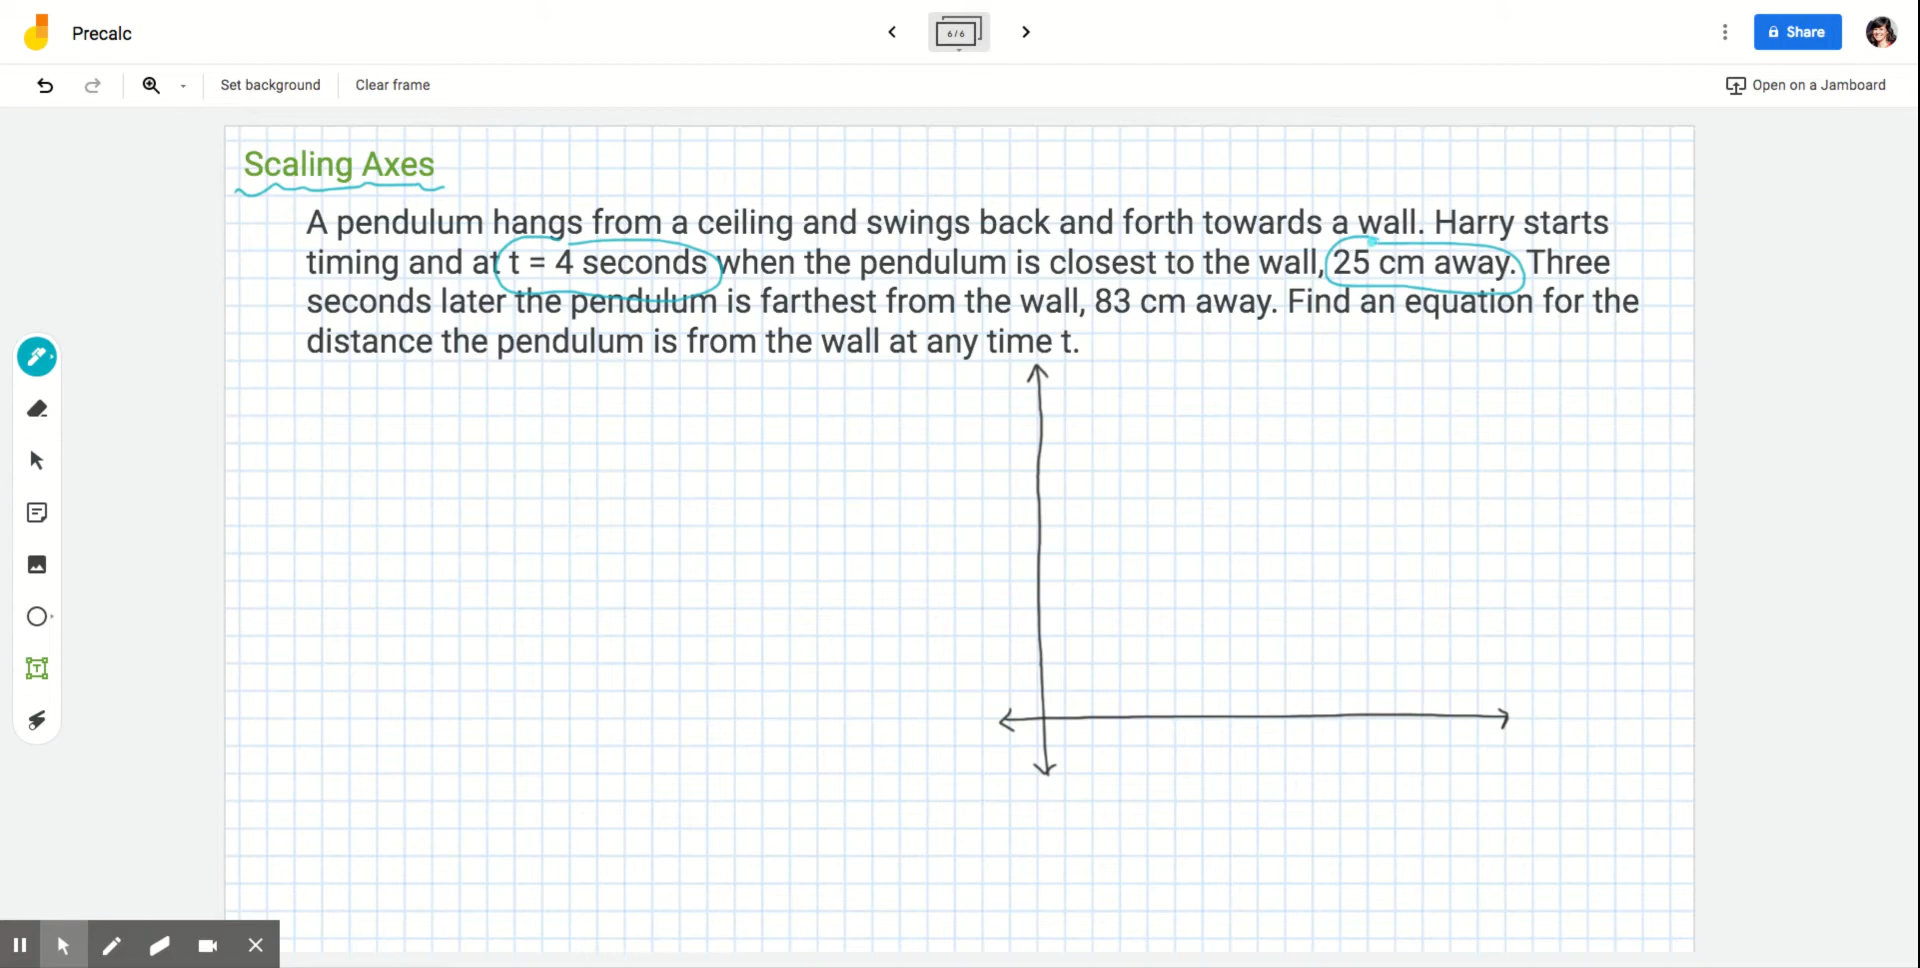 Precalc
6/6
Share
Set background
Clear frame
Open on a Jamboard
Scaling Axes
A pendulum hangs from a ceiling and swings back and forth towards a wall. Harry starts
timing and at t = 4 seconds when the pendulum is closest to the wall, 25 cm away. Three
seconds later the pendulum is farthest from the wall, 83 cm away. Find an equation for the
distance the pendulum is from the wall at any time t.